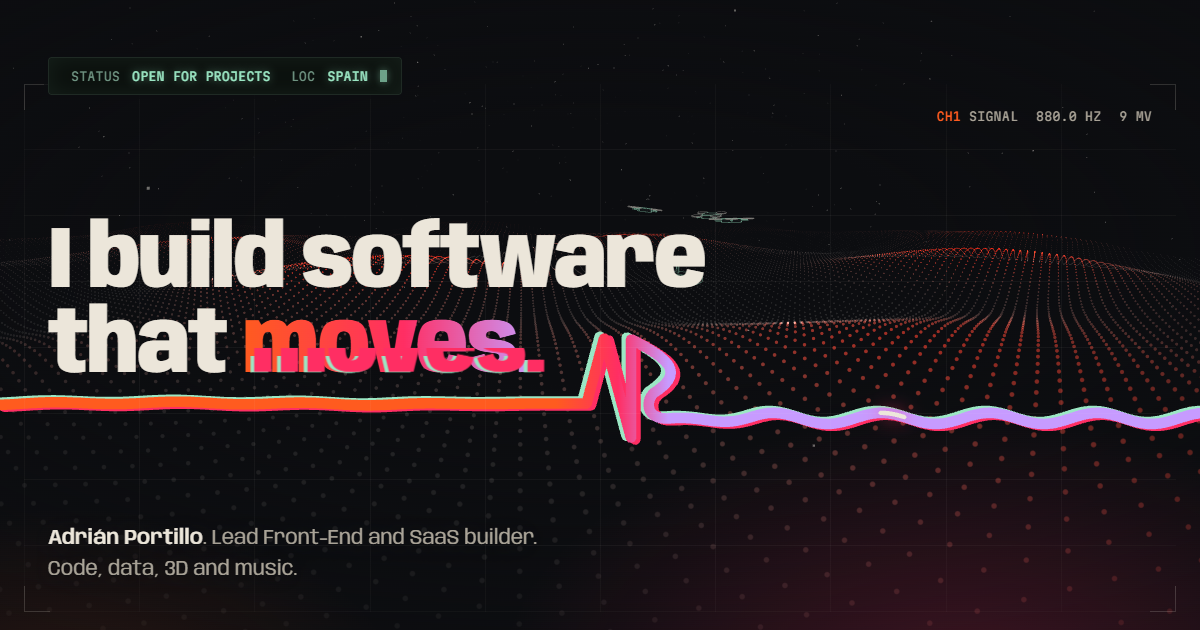 STATUS OPEN FOR PROJECTS LOC SPAIN
CH1 SIGNAL 880.0 HZ 9 MV
I build software
that moves.
Adrián Portillo. Lead Front-End and SaaS builder.
Code, data, 3D and music.